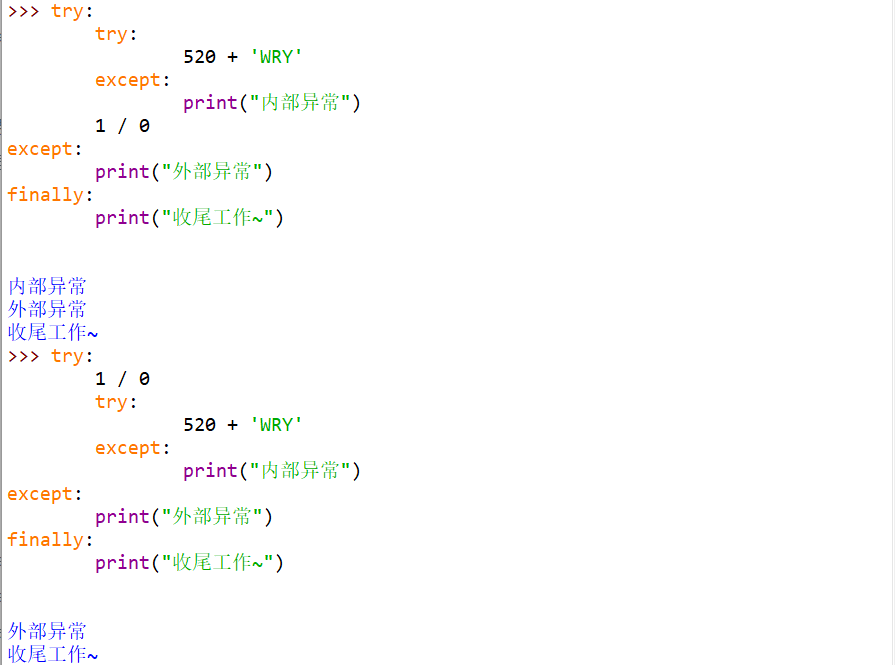 >>> try:
        try:
                520 + 'WRY'
        except:
                print("内部异常")
        1 / 0
except:
        print("外部异常")
finally:
        print("收尾工作~")
内部异常
外部异常
收尾工作~
>>> try:
        1 / 0
        try:
                520 + 'WRY'
        except:
                print("内部异常")
except:
        print("外部异常")
finally:
        print("收尾工作~")
外部异常
收尾工作~